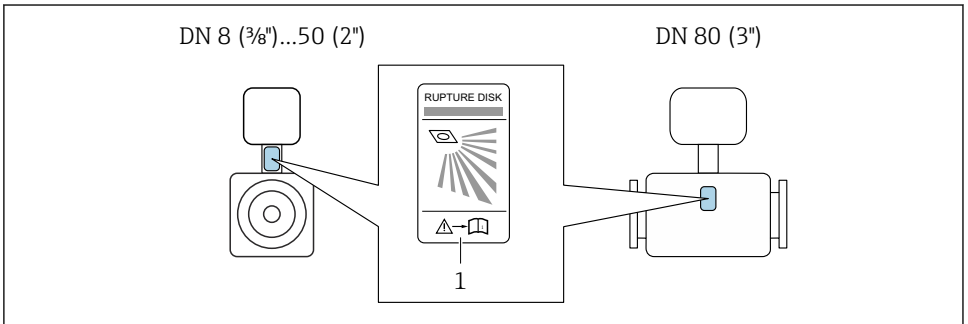 DN 8 (⅜")...50 (2")
DN 80 (3")
RUPTURE DISK
i
1